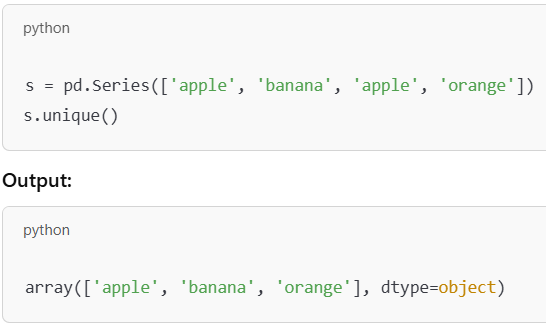 python
s = pd.Series(['apple', 'banana', 'apple', 'orange'])
s.unique()
Output:
python
array(['apple', 'banana', 'orange'], dtype=object)